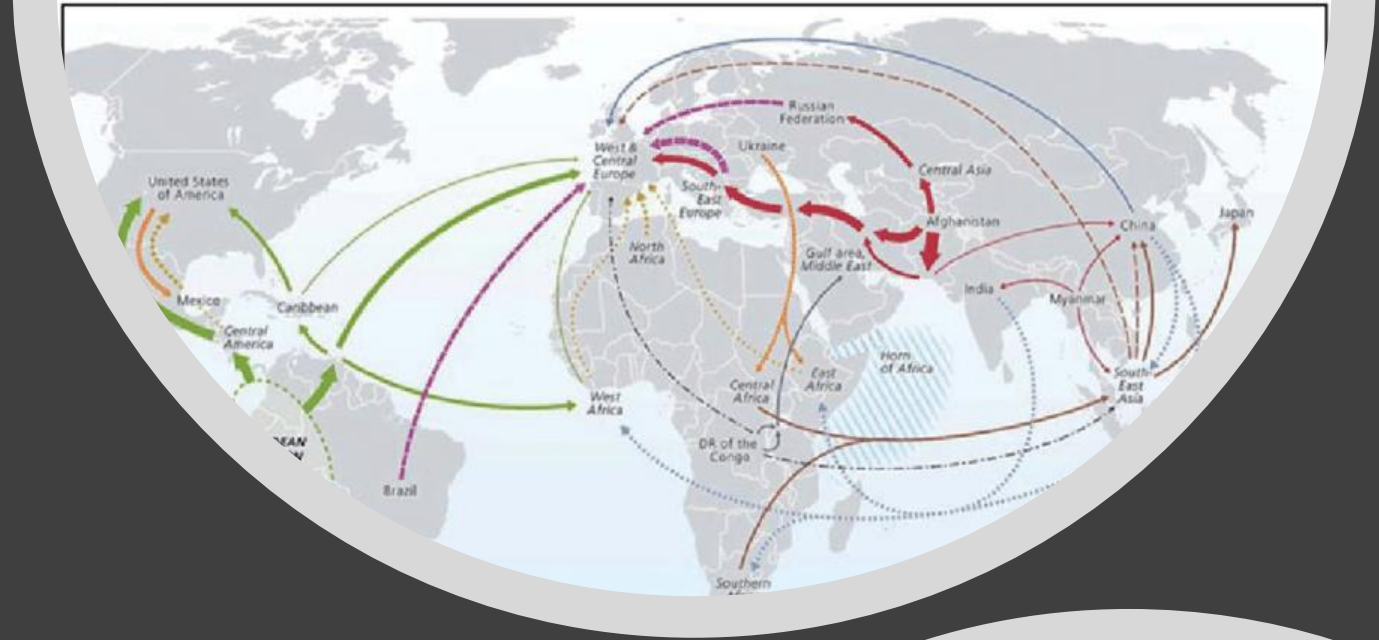 Russian
Federation
West &
Central
Europe
Ukraine
Central Asia
United States
of America
South-
East
Europe
Afghanistan
Japan
China
North
Africa
Gulf area,
Middle East
India
Mexico
Caribbean
Myanmar
Central
America
Horn
of Africa
East
Africa
Central
Africa
South-
East
Asia
West
Africa
DR of the
Congo
Brazil
Southern